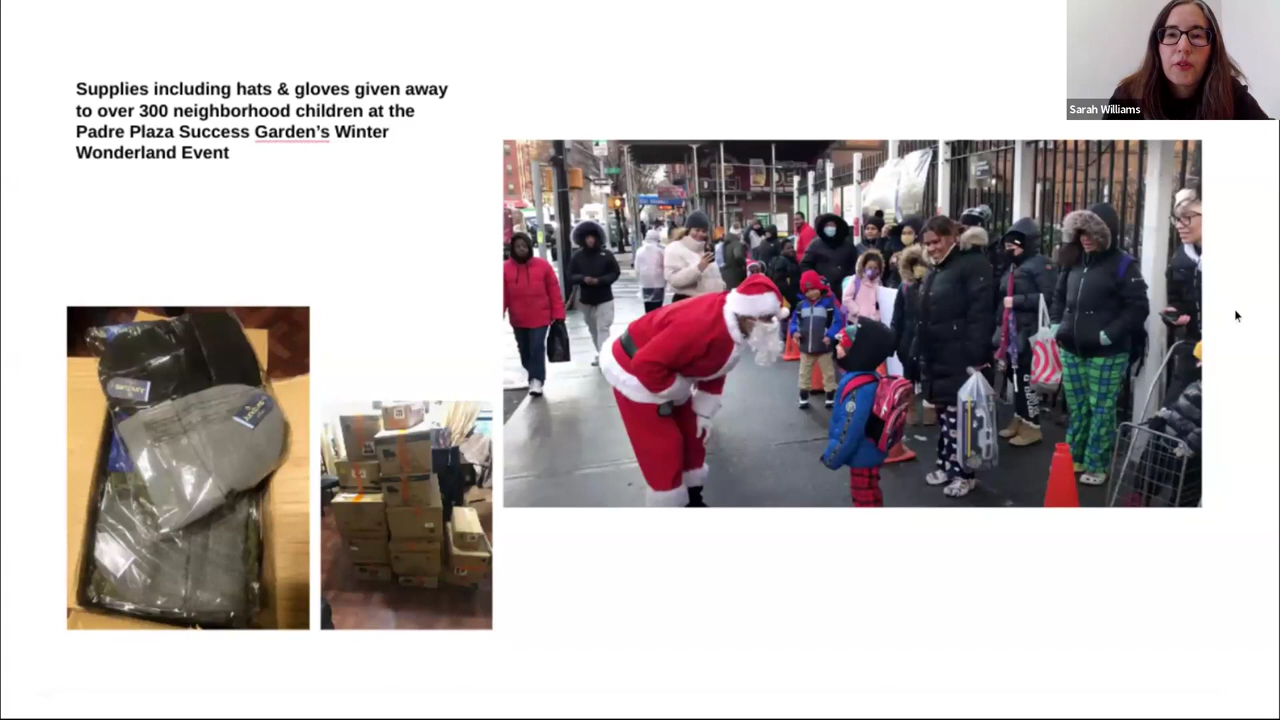 Supplies including hats & gloves given away
to over 300 neighborhood children at the
Padre Plaza Success Garden's Winter
Wonderland Event
Sarah Williams